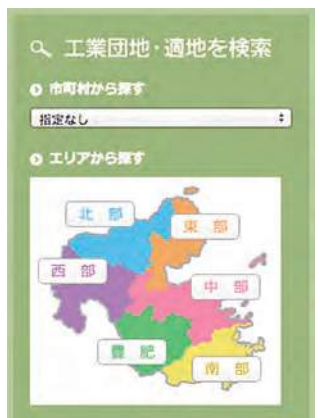 工業団地・適地を検索
市町村から探す
指定なし
エリアから探す
北部
東部
西部
中部
豊肥
南部